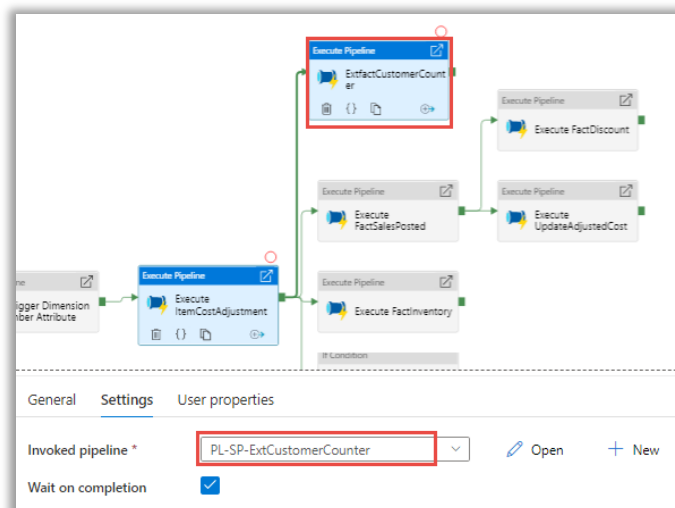 Execute Pipeline
ExtfactCustomerCount
er
{}
Execute Pipeline
Execute FactDiscount
Execute Pipeline
Execute
FactSalesPosted
Execute Pipeline
Execute
UpdateAdjustedCost
ne
igger Dimension
nber Attribute
Execute Pipeline
Execute
ItemCostAdjustment
{}
Execute Pipeline
Execute FactInventory
If Condition
General Settings User properties
Invoked pipeline * PL-SP-ExtCustomerCounter Open + New
Wait on completion